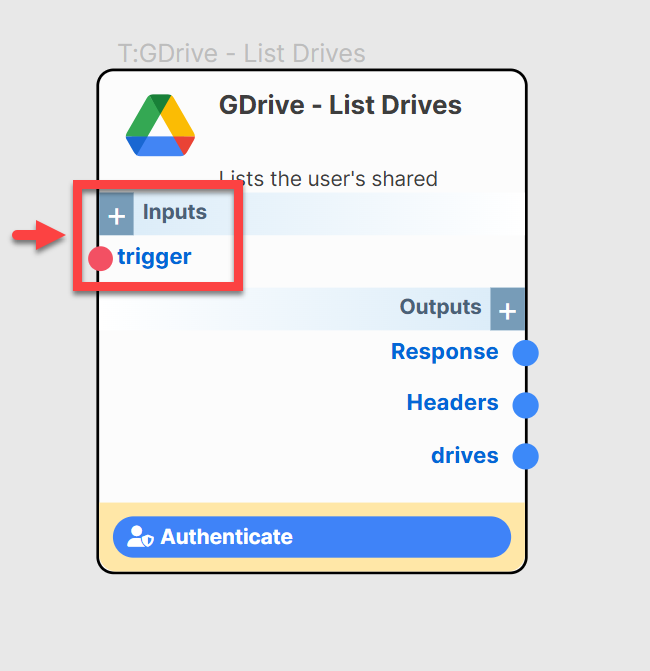 T:GDrive - List Drives
GDrive - List Drives
Lists the user's shared
+ Inputs
trigger
Outputs +
Response
Headers
drives
Authenticate